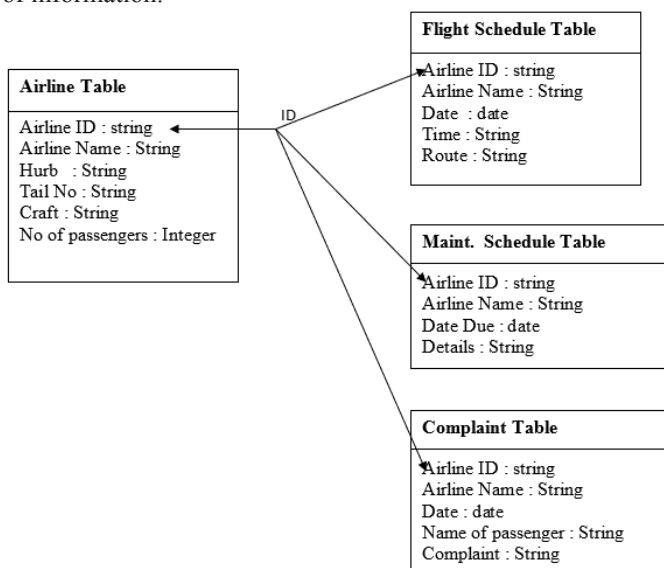 of information.
Airline Table
Airline ID : string
Airline Name : String
Hurb : String
Tail No : String
Craft : String
No of passengers : Integer
ID
Flight Schedule Table
Airline ID : string
Airline Name : String
Date : date
Time : String
Route : String
Maint. Schedule Table
Airline ID : string
Airline Name : String
Date Due : date
Details : String
Complaint Table
Airline ID : string
Airline Name : String
Date : date
Name of passenger : String
Complaint : String